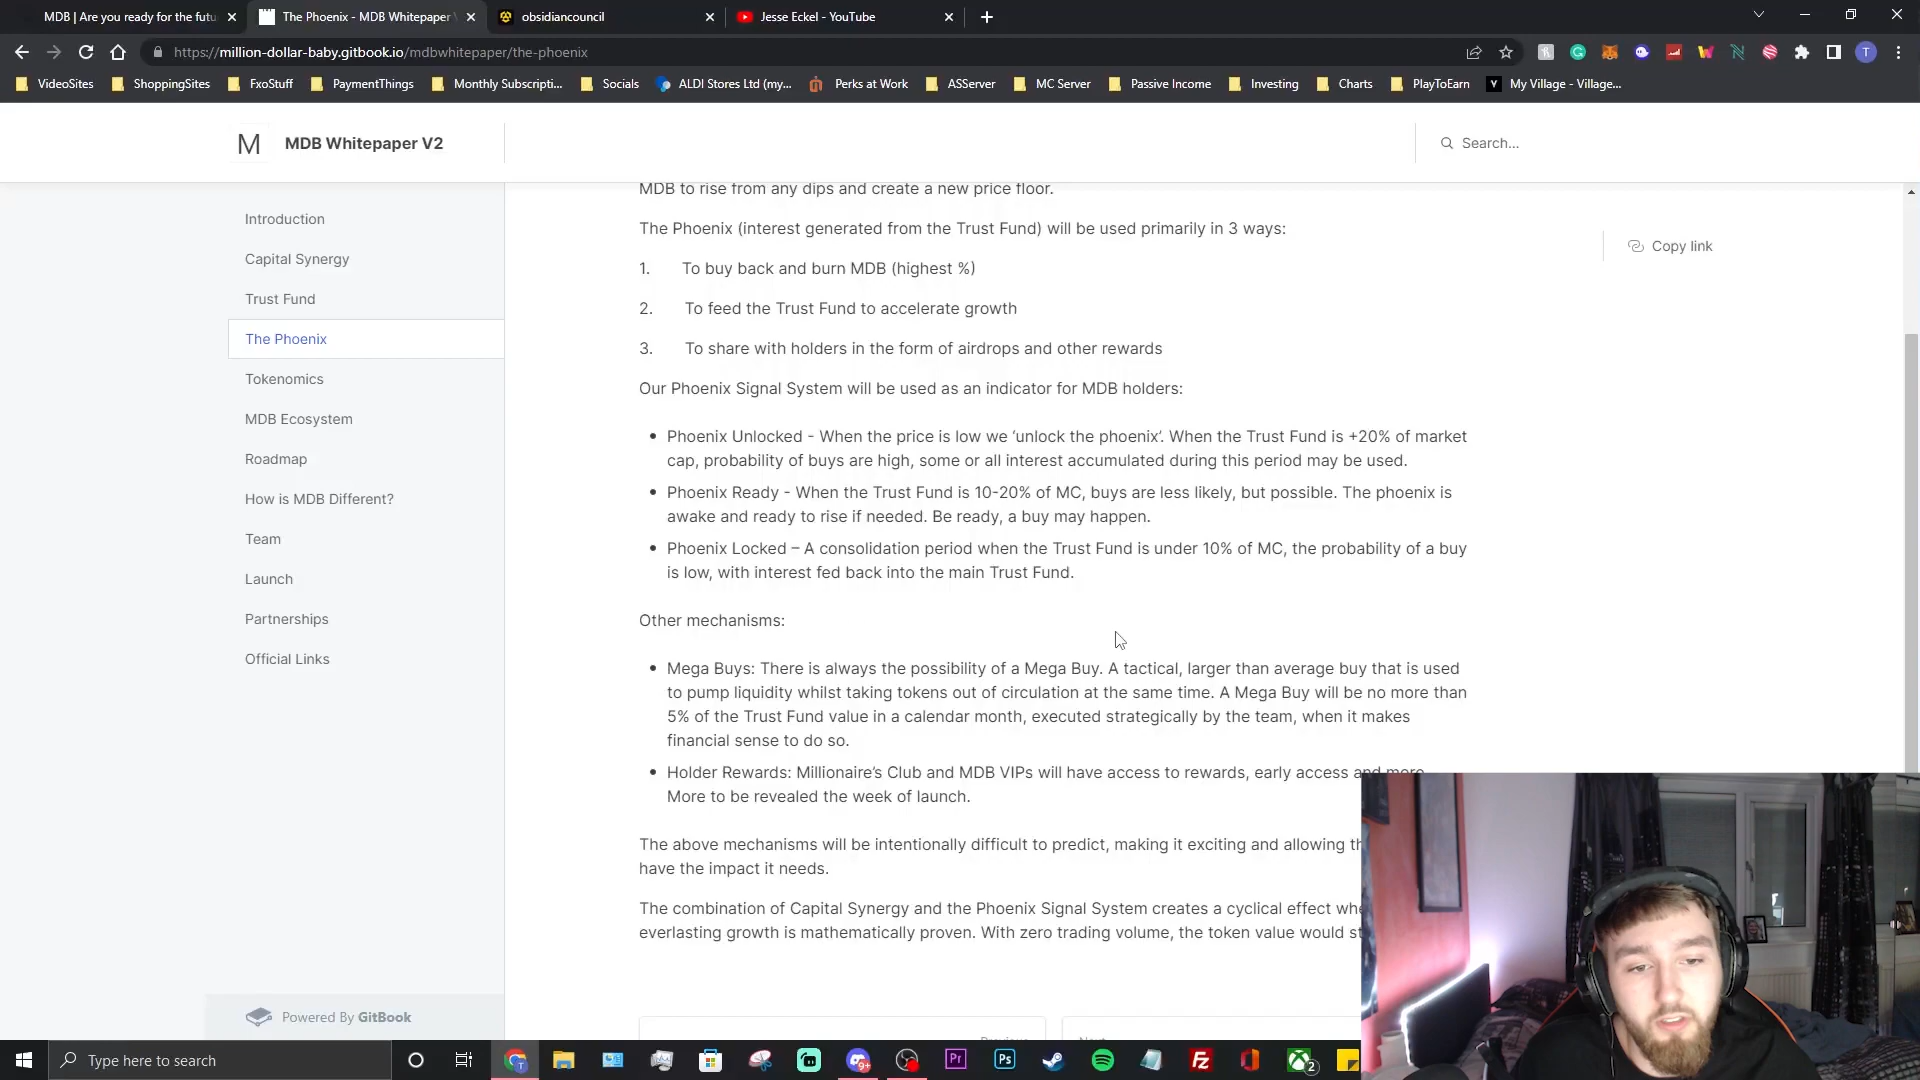 MDB | Are you ready for the futu
The Phoenix - MDB Whitepaper
obsidiancouncil
Jesse Eckel - YouTube
https://million-dollar-baby.gitbook.io/mdbwhitepaper/the-phoenix
T
VideoSites
ShoppingSites
FxoStuff
PaymentThings
Monthly Subscripti...
Socials
ALDI Stores Ltd (my...
Perks at Work
ASServer
MC Server
Passive Income
Investing
Charts
PlayToEarn
My Village - Village...
M
MDB Whitepaper V2
Search...
Introduction
Capital Synergy
Trust Fund
The Phoenix
Tokenomics
MDB Ecosystem
Roadmap
How is MDB Different?
Team
Launch
Partnerships
Official Links
Powered By GitBook
MDB to rise from any dips and create a new price floor.
The Phoenix (interest generated from the Trust Fund) will be used primarily in 3 ways:
1. To buy back and burn MDB (highest %)
2. To feed the Trust Fund to accelerate growth
3. To share with holders in the form of airdrops and other rewards
Our Phoenix Signal System will be used as an indicator for MDB holders:
• Phoenix Unlocked - When the price is low we ‘unlock the phoenix’. When the Trust Fund is +20% of market
cap, probability of buys are high, some or all interest accumulated during this period may be used.
• Phoenix Ready - When the Trust Fund is 10-20% of MC, buys are less likely, but possible. The phoenix is
awake and ready to rise if needed. Be ready, a buy may happen.
• Phoenix Locked – A consolidation period when the Trust Fund is under 10% of MC, the probability of a buy
is low, with interest fed back into the main Trust Fund.
Other mechanisms:
• Mega Buys: There is always the possibility of a Mega Buy. A tactical, larger than average buy that is used
to pump liquidity whilst taking tokens out of circulation at the same time. A Mega Buy will be no more than
5% of the Trust Fund value in a calendar month, executed strategically by the team, when it makes
financial sense to do so.
• Holder Rewards: Millionaire’s Club and MDB VIPs will have access to rewards, early access and more.
More to be revealed the week of launch.
The above mechanisms will be intentionally difficult to predict, making it exciting and allowing th
have the impact it needs.
The combination of Capital Synergy and the Phoenix Signal System creates a cyclical effect whe
everlasting growth is mathematically proven. With zero trading volume, the token value would st
Copy link
Type here to search
Pr
Ps